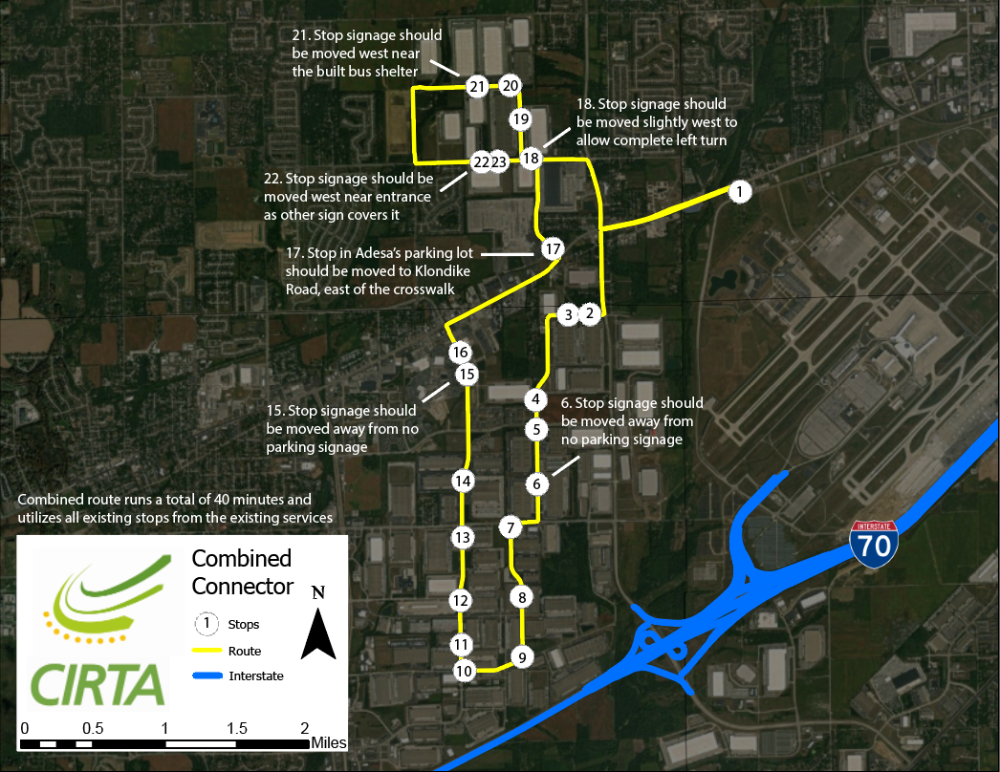 21. Stop signage should
be moved west near
the built bus shelter
21
20
19
18. Stop signage should
be moved slightly west to
allow complete left turn
22
23
18
22. Stop signage should be
moved west near entrance
as other sign covers it
1
17. Stop in Adesa's parking lot
should be moved to Klondike
Road, east of the crosswalk
17
3
2
16
15
15. Stop signage should
be moved away from no
parking signage
4
5
6. Stop signage should
be moved away from
no parking signage
6
14
7
13
8
12
11
10
9
INTERSTATE
70
Combined route runs a total of 40 minutes and
utilizes all existing stops from the existing services
CIRTA
Combined
Connector
N
1 Stops
Route
Interstate
0 0.5 1 1.5 2
Miles